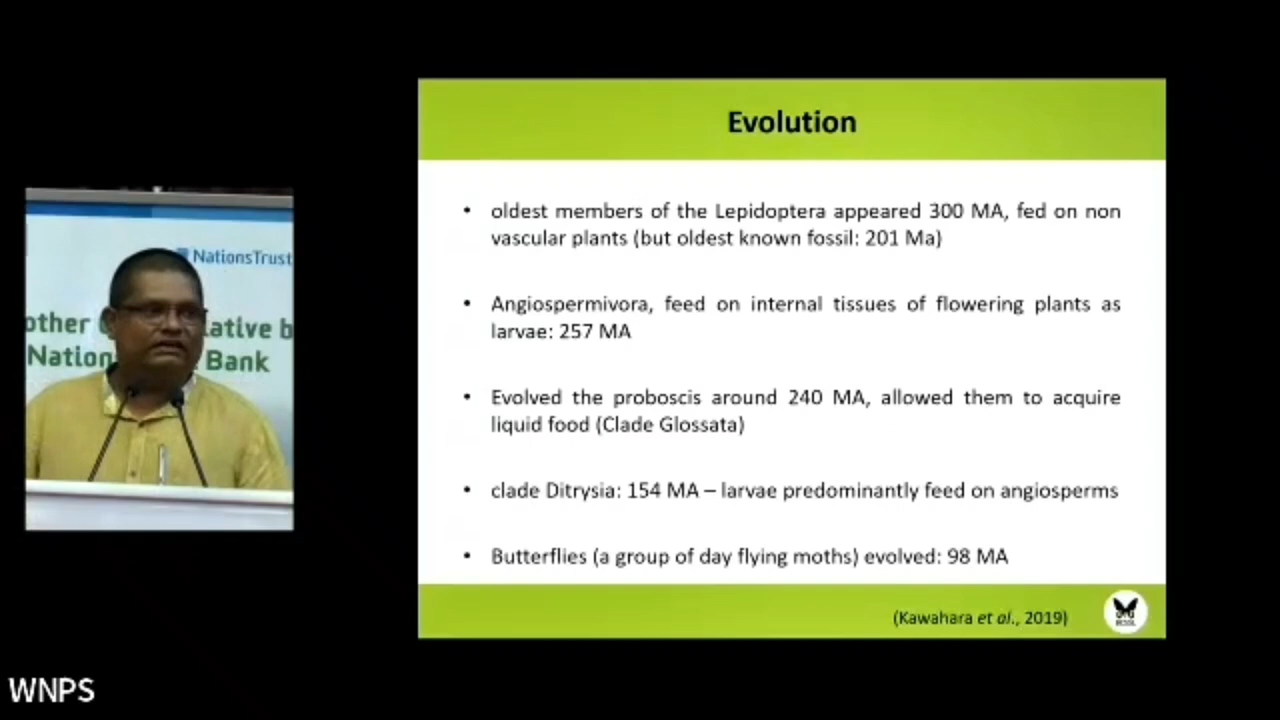 Evolution
• oldest members of the Lepidoptera appeared 300 MA, fed on non
vascular plants (but oldest known fossil: 201 Ma)
• Angiospermivora, feed on internal tissues of flowering plants as
larvae: 257 MA
• Evolved the proboscis around 240 MA, allowed them to acquire
liquid food (Clade Glossata)
• clade Ditrysia: 154 MA – larvae predominantly feed on angiosperms
• Butterflies (a group of day flying moths) evolved: 98 MA
(Kawahara et al., 2019)
NationsTrust
other
ative b
Nation
Bank
WNPS